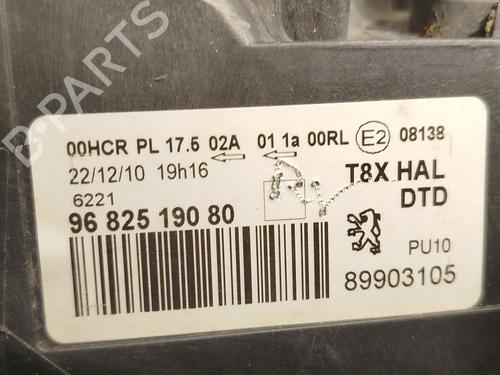 00HCR PL 17.5 02A 01 1a 00RL E2 08138
22/12/10 19h16
T8X HAL
6221
DTD
96 825 190 80
PU10
89903105
B-PARTS